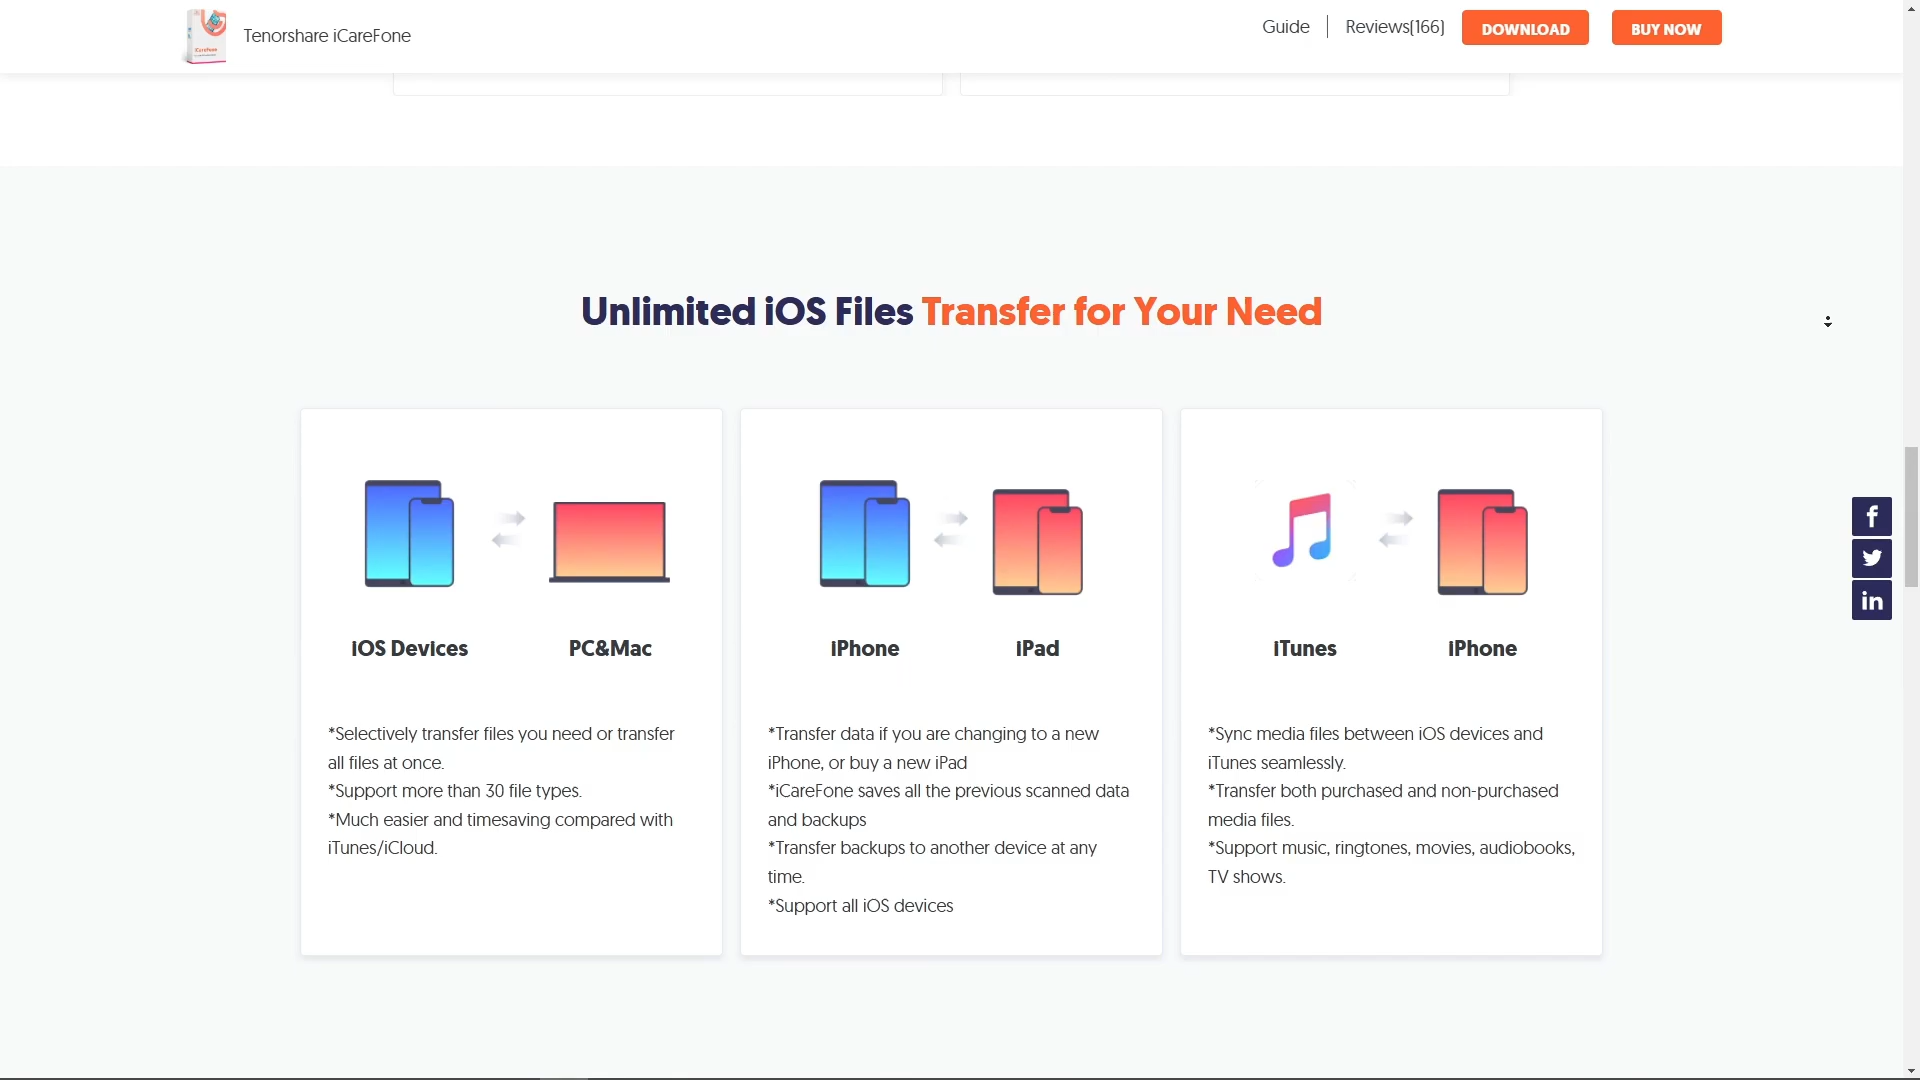 Tenorshare iCareFone
Guide
Reviews(166)
DOWNLOAD
BUY NOW
Unlimited iOS Files Transfer for Your Need
iOS Devices
PC&Mac
*Selectively transfer files you need or transfer
all files at once.
*Support more than 30 file types.
*Much easier and timesaving compared with
iTunes/iCloud.
iPhone
iPad
*Transfer data if you are changing to a new
iPhone, or buy a new iPad
*iCareFone saves all the previous scanned data
and backups
*Transfer backups to another device at any
time.
*Support all iOS devices
iTunes
iPhone
*Sync media files between iOS devices and
iTunes seamlessly.
*Transfer both purchased and non-purchased
media files.
*Support music, ringtones, movies, audiobooks,
TV shows.